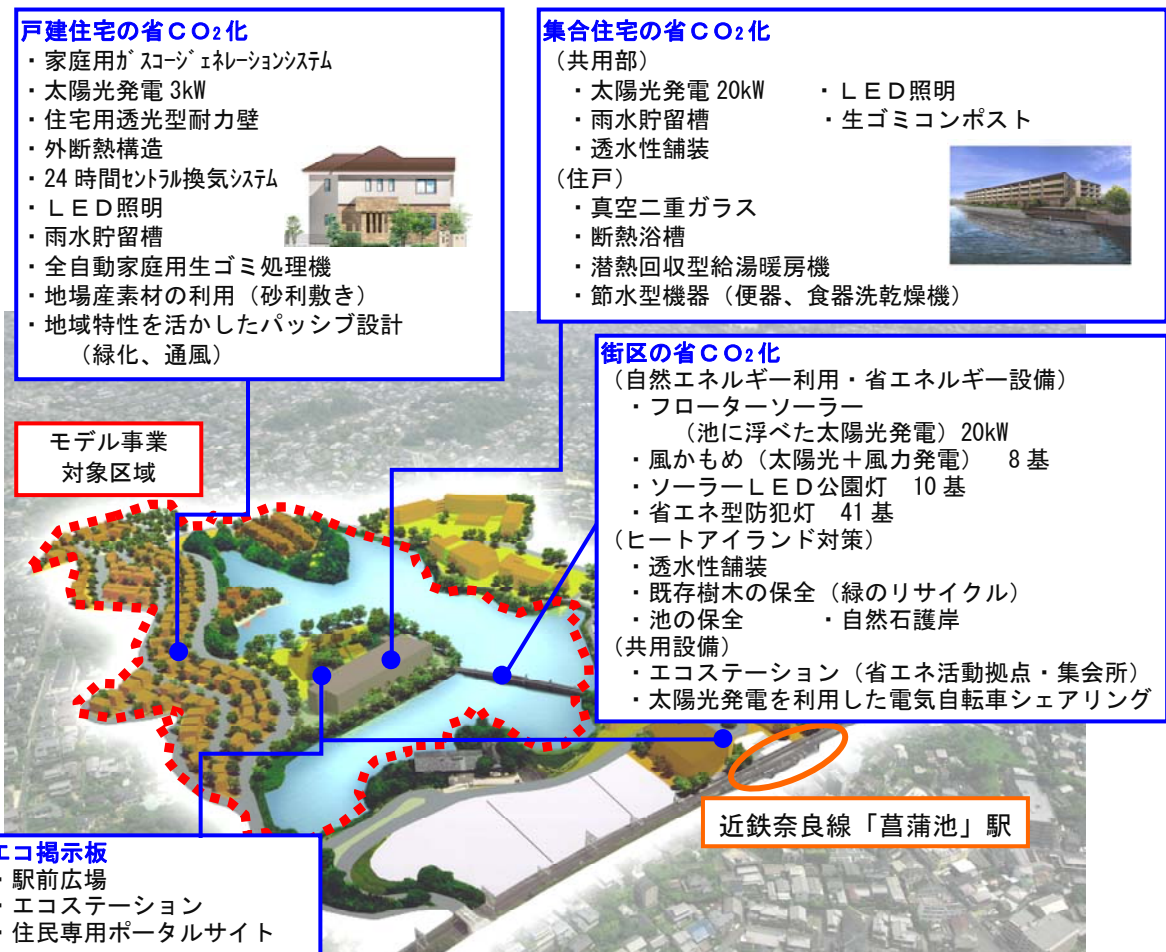 戸建住宅の省ＣＯ₂化
・家庭用ｶﾞｽｺｰｼﾞｪﾈﾚｰｼｮﾝｼｽﾃﾑ
・太陽光発電 3kW
・住宅用透光型耐力壁
・外断熱構造
・24 時間ｾﾝﾄﾗﾙ換気ｼｽﾃﾑ
・ＬＥＤ照明
・雨水貯留槽
・全自動家庭用生ゴミ処理機
・地場産素材の利用（砂利敷き）
・地域特性を活かしたパッシブ設計
（緑化、通風）
集合住宅の省ＣＯ₂化
（共用部）
・太陽光発電 20kW ・ＬＥＤ照明
・雨水貯留槽 ・生ゴミコンポスト
・透水性舗装
（住戸）
・真空二重ガラス
・断熱浴槽
・潜熱回収型給湯暖房機
・節水型機器（便器、食器洗乾燥機）
街区の省ＣＯ₂化
（自然エネルギー利用・省エネルギー設備）
・フローターソーラー
（池に浮べた太陽光発電）20kW
・風かもめ（太陽光＋風力発電） 8 基
・ソーラーＬＥＤ公園灯 10 基
・省エネ型防犯灯 41 基
（ヒートアイランド対策）
・透水性舗装
・既存樹木の保全（緑のリサイクル）
・池の保全 ・自然石護岸
（共用設備）
・エコステーション（省エネ活動拠点・集会所）
・太陽光発電を利用した電気自転車シェアリング
モデル事業
対象区域
近鉄奈良線「菖蒲池」駅
エコ掲示板
・駅前広場
・エコステーション
・住民専用ポータルサイト